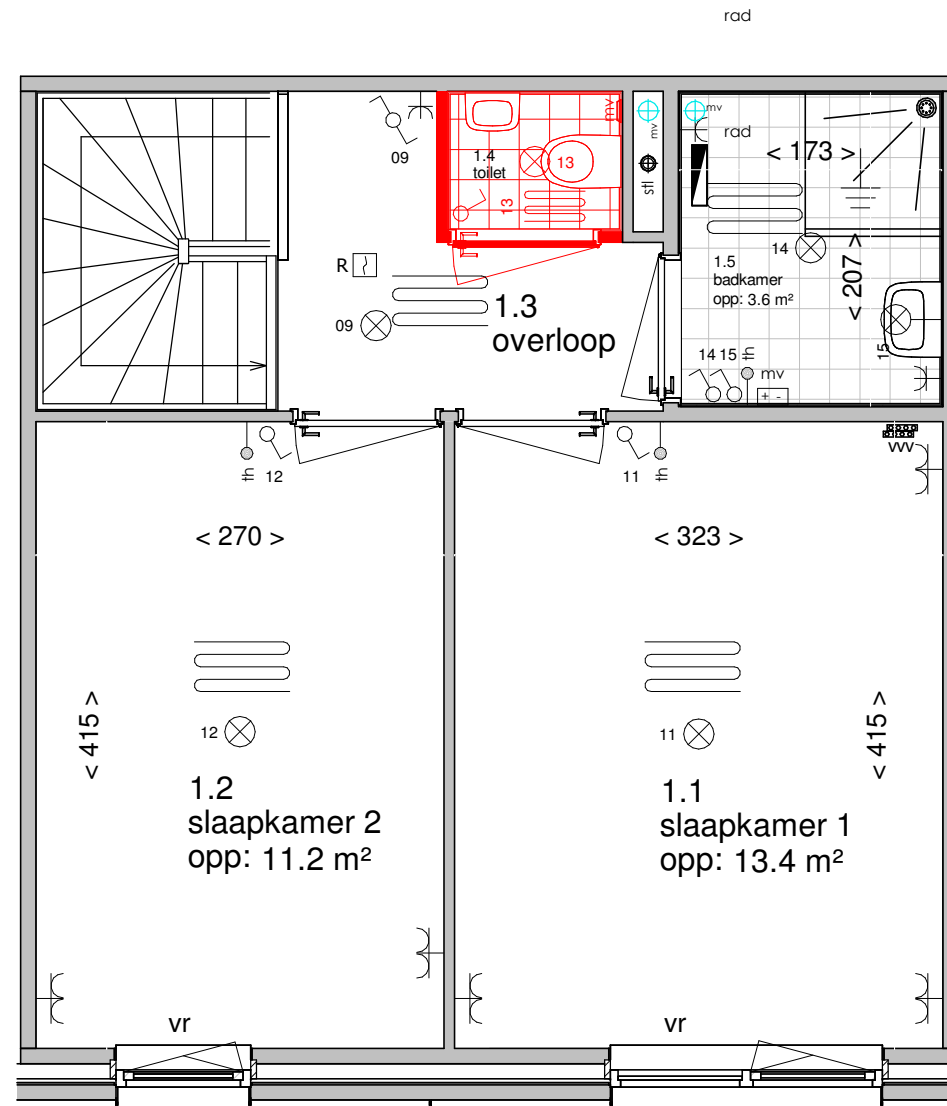 rad
09
1.4
toilet
13
13
mv
mv
stl
mv
rad
< 173 >
14
1.5
badkamer
opp: 3.6 m²
< 207 >
15
R
09
1.3
overloop
14 15 th
mv
+ -
th
12
11
th
vvv
< 270 >
< 323 >
< 415 >
12
1.2
slaapkamer 2
opp: 11.2 m²
< 415 >
11
1.1
slaapkamer 1
opp: 13.4 m²
vr
vr